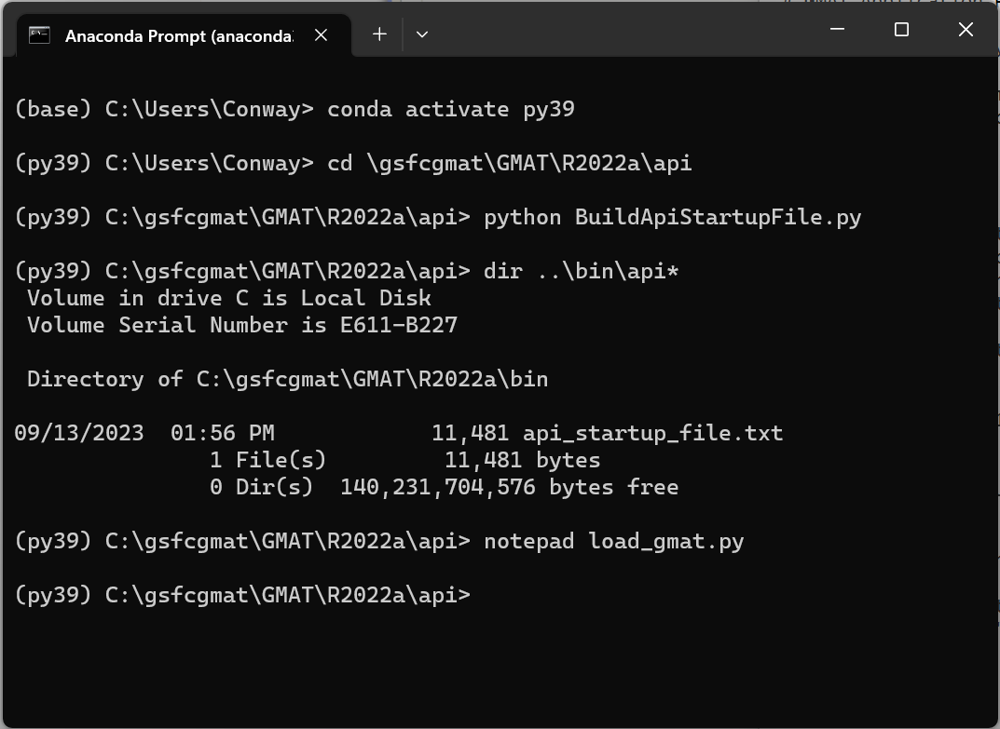 Anaconda Prompt (anaconda
(base) C:\Users\Conway> conda activate py39
(py39) C:\Users\Conway> cd \gsfcgmat\GMAT\R2022a\api
(py39) C:\gsfcgmat\GMAT\R2022a\api> python BuildApiStartupFile.py
(py39) C:\gsfcgmat\GMAT\R2022a\api> dir ..\bin\api*
Volume in drive C is Local Disk
Volume Serial Number is E611-B227
Directory of C:\gsfcgmat\GMAT\R2022a\bin
09/13/2023  01:56 PM            11,481 api_startup_file.txt
1 File(s)         11,481 bytes
0 Dir(s)  140,231,704,576 bytes free
(py39) C:\gsfcgmat\GMAT\R2022a\api> notepad load_gmat.py
(py39) C:\gsfcgmat\GMAT\R2022a\api>